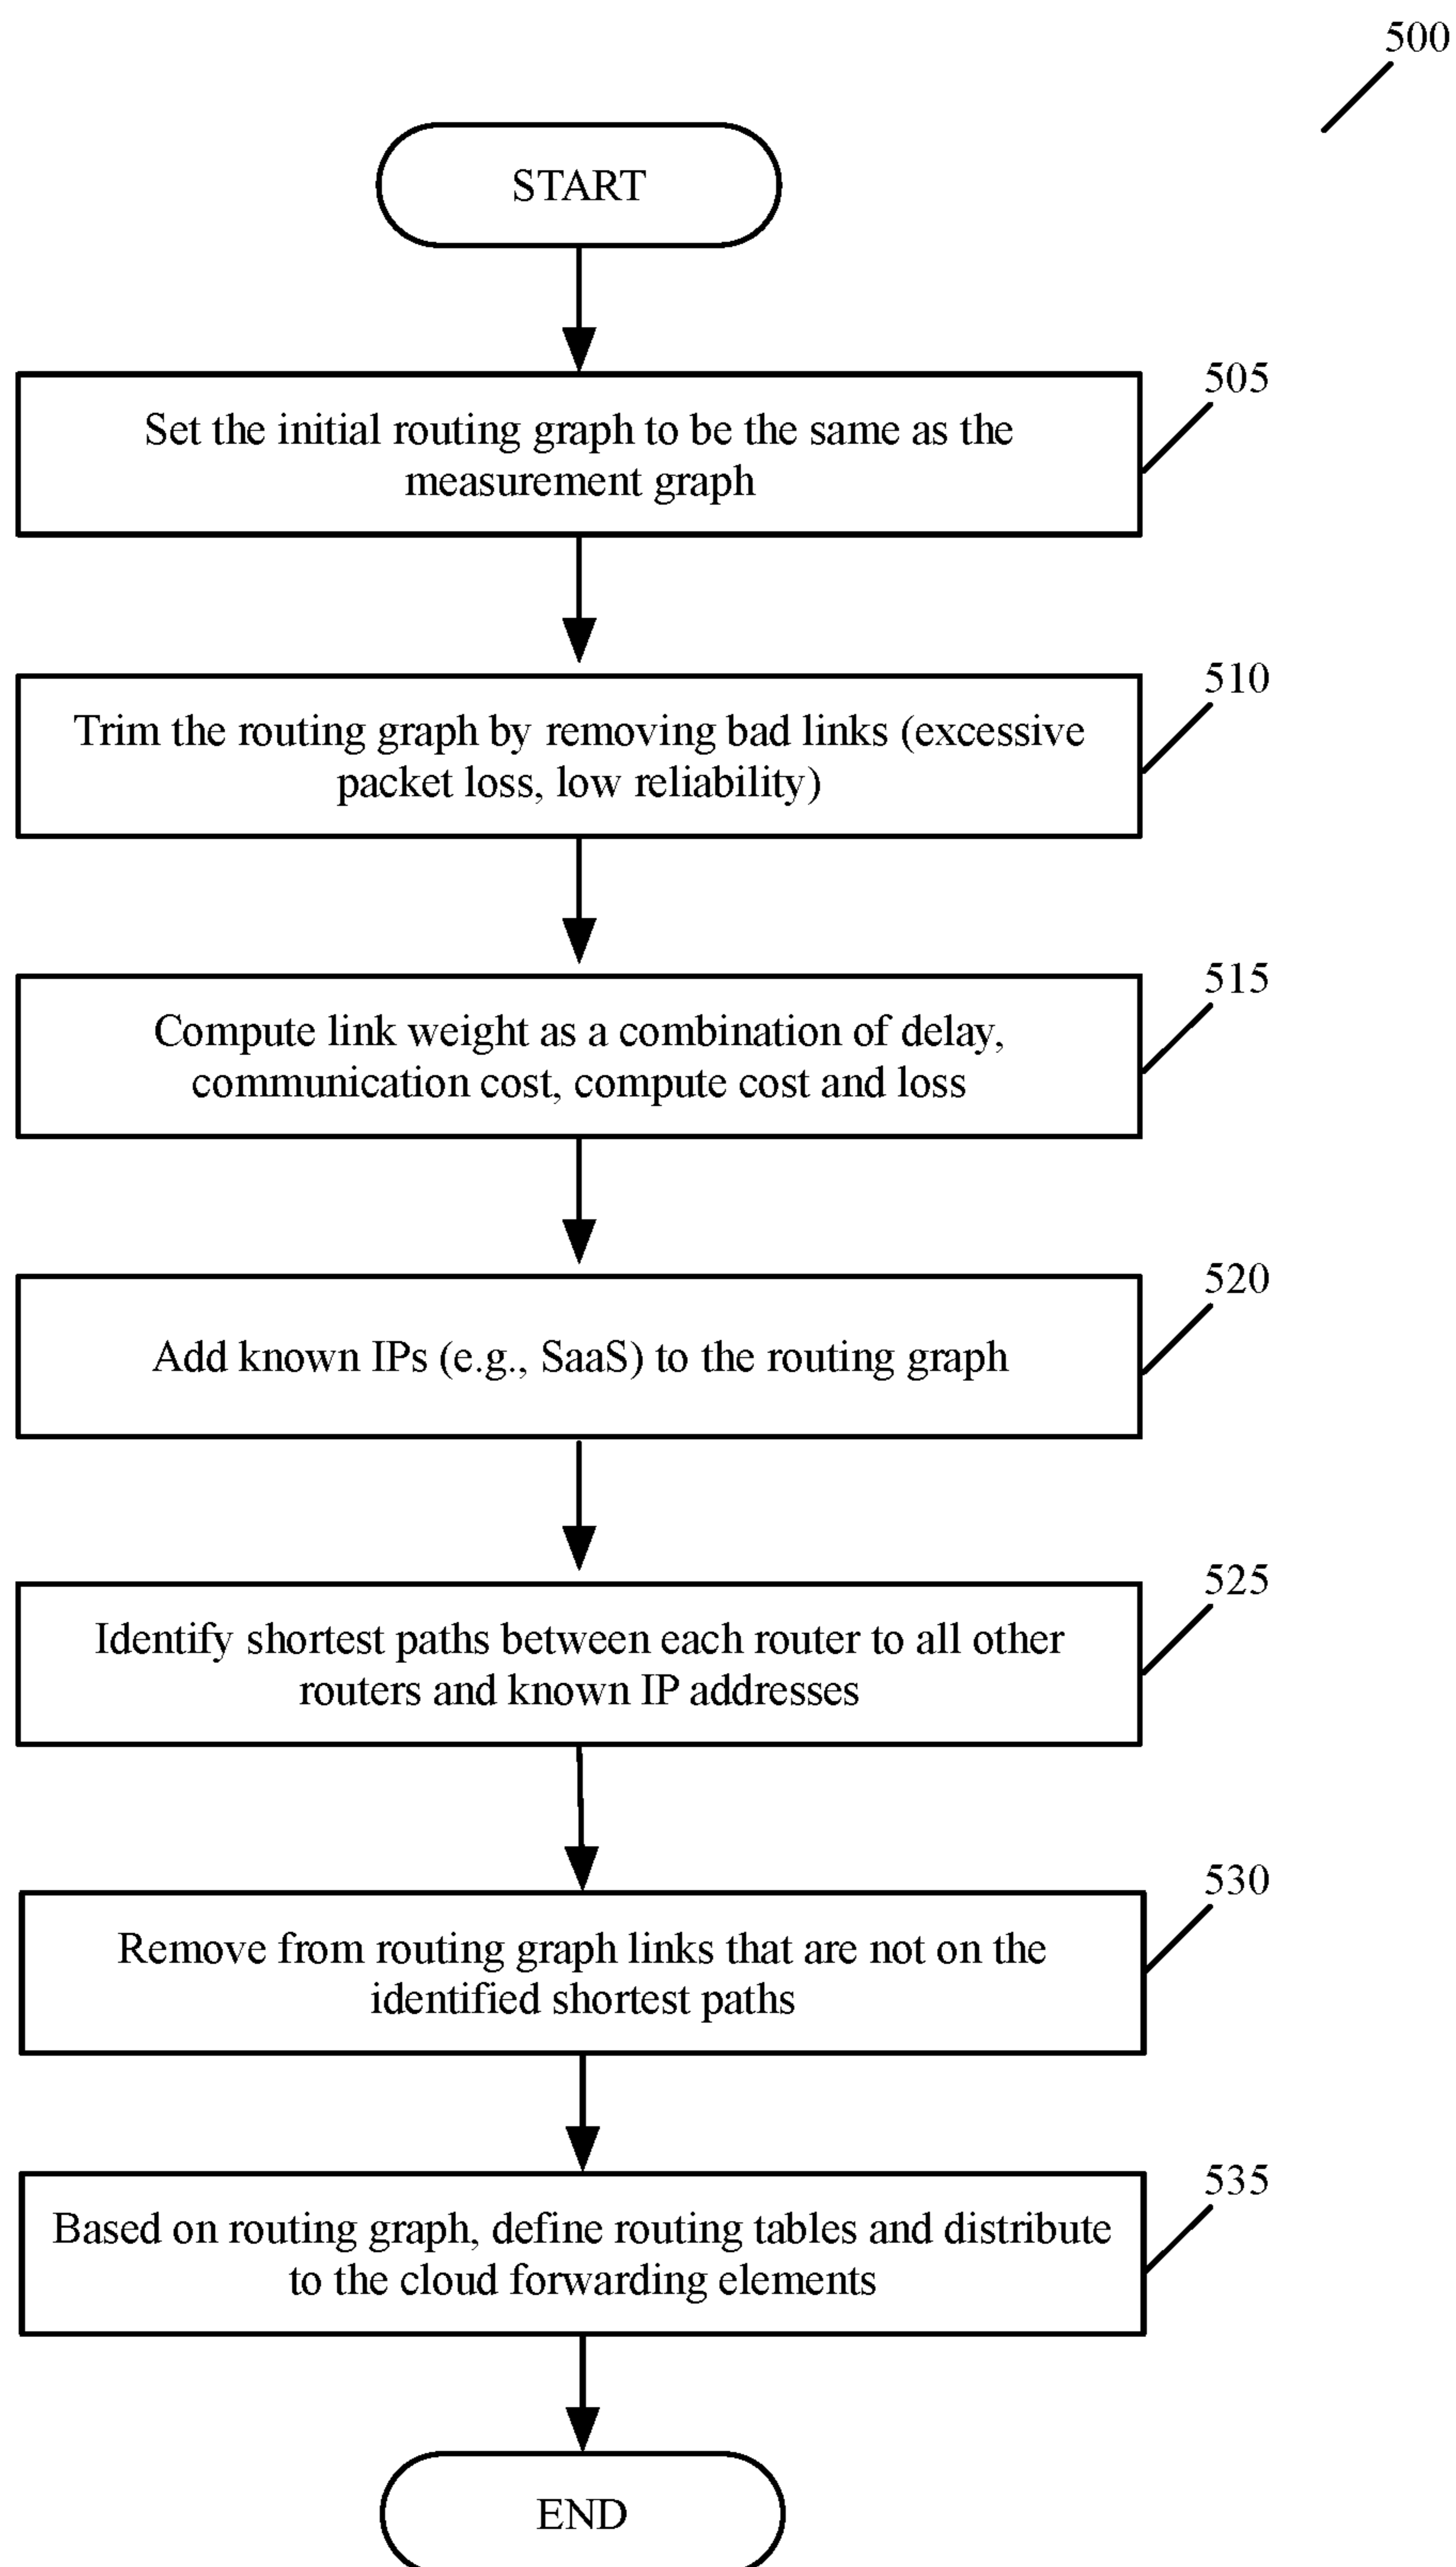 500
START
505
Set the initial routing graph to be the same as the
measurement graph
510
Trim the routing graph by removing bad links (excessive
packet loss, low reliability)
515
Compute link weight as a combination of delay,
communication cost, compute cost and loss
520
Add known IPs (e.g., SaaS) to the routing graph
525
Identify shortest paths between each router to all other
routers and known IP addresses
530
Remove from routing graph links that are not on the
identified shortest paths
535
Based on routing graph, define routing tables and distribute
to the cloud forwarding elements
END